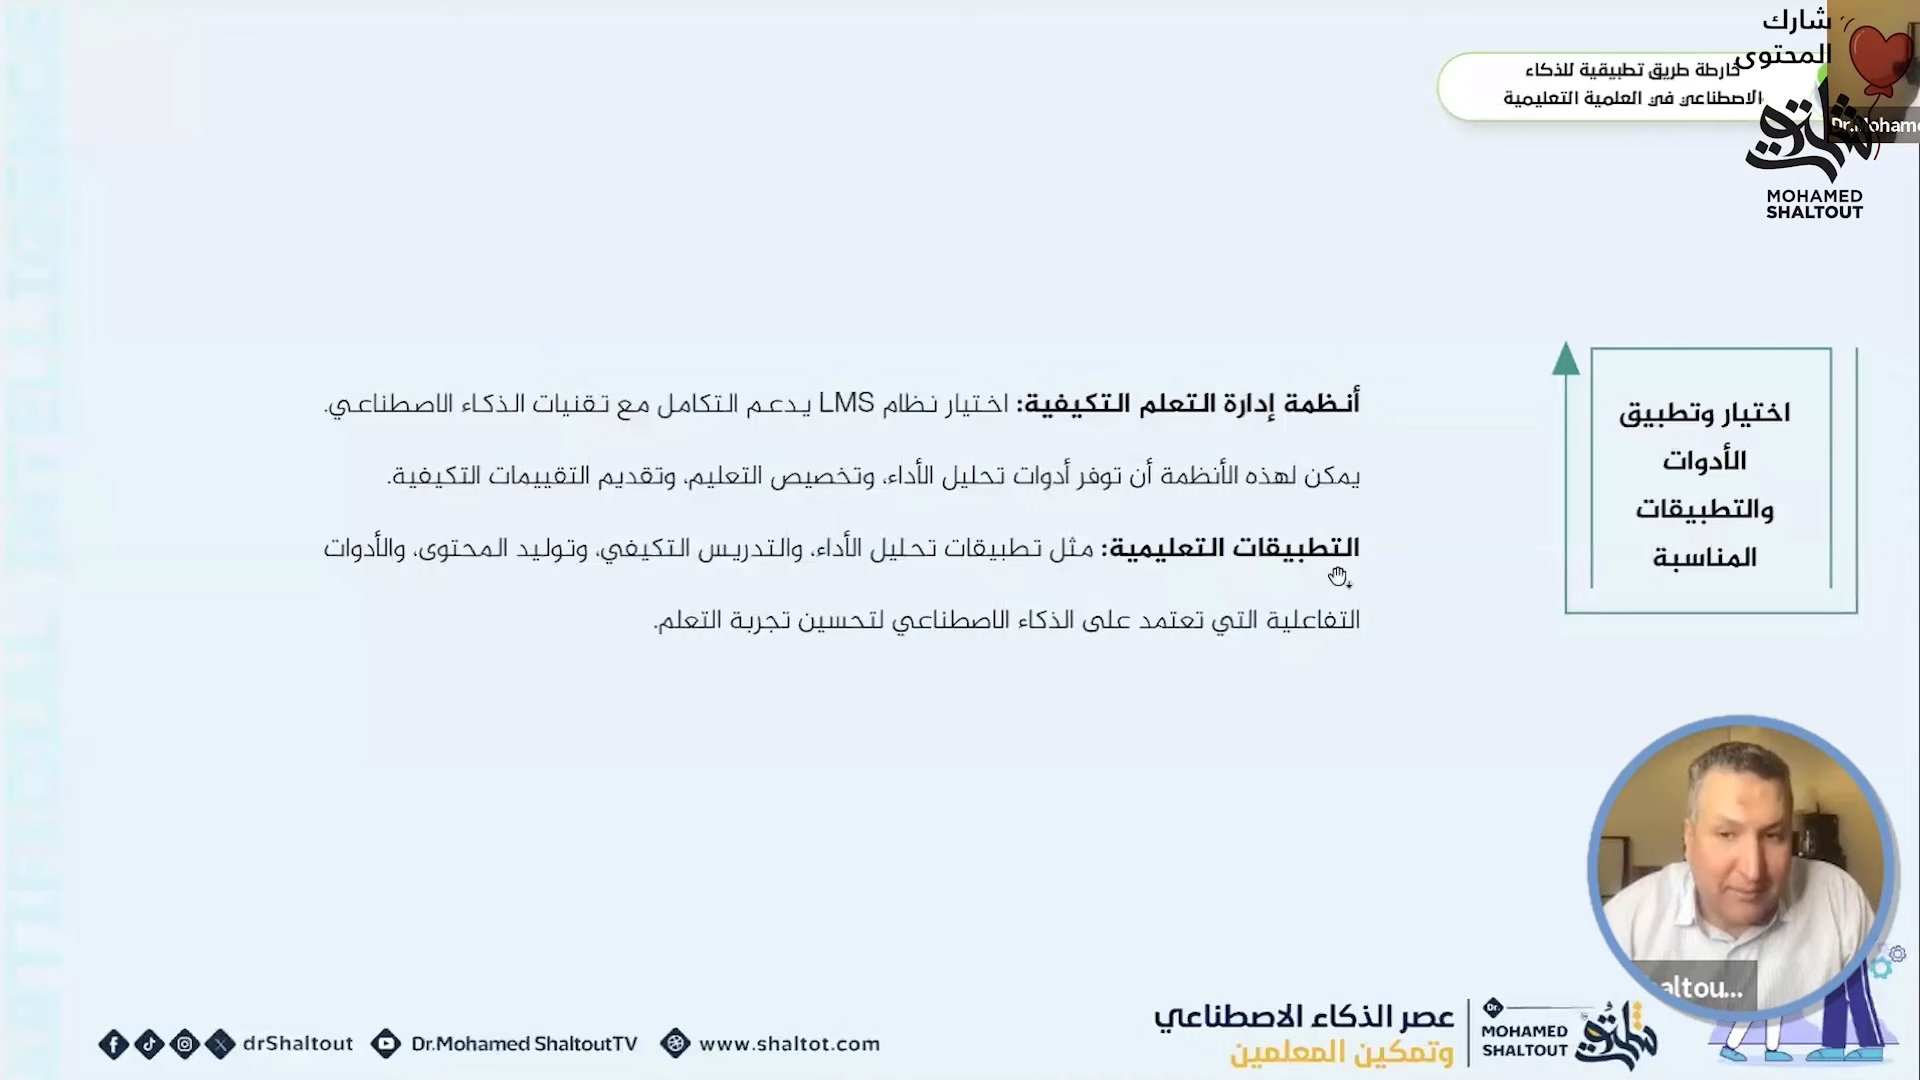 شارك
المحتوى
خارطة طريق تطبيقية للذكاء
الاصطناعي في العلمية التعليمية
شلتوت
MOHAMED
SHALTOUT
اختيار وتطبيق
الأدوات
والتطبيقات
المناسبة
أنظمة إدارة التعلم التكيفية: اختيار نظام LMS يدعم التكامل مع تقنيات الذكاء الاصطناعي.
يمكن لهذه الأنظمة أن توفر أدوات تحليل الأداء، وتخصيص التعليم، وتقديم التقييمات التكيفية.
التطبيقات التعليمية: مثل تطبيقات تحليل الأداء، والتدريس التكيفي، وتوليد المحتوى، والأدوات
التفاعلية التي تعتمد على الذكاء الاصطناعي لتحسين تجربة التعلم.
عصر الذكاء الاصطناعي
وتمكين المعلمين
Dr.
MOHAMED
SHALTOUT
شلتوت
drShaltout
Dr.Mohamed ShaltoutTV
www.shaltot.com